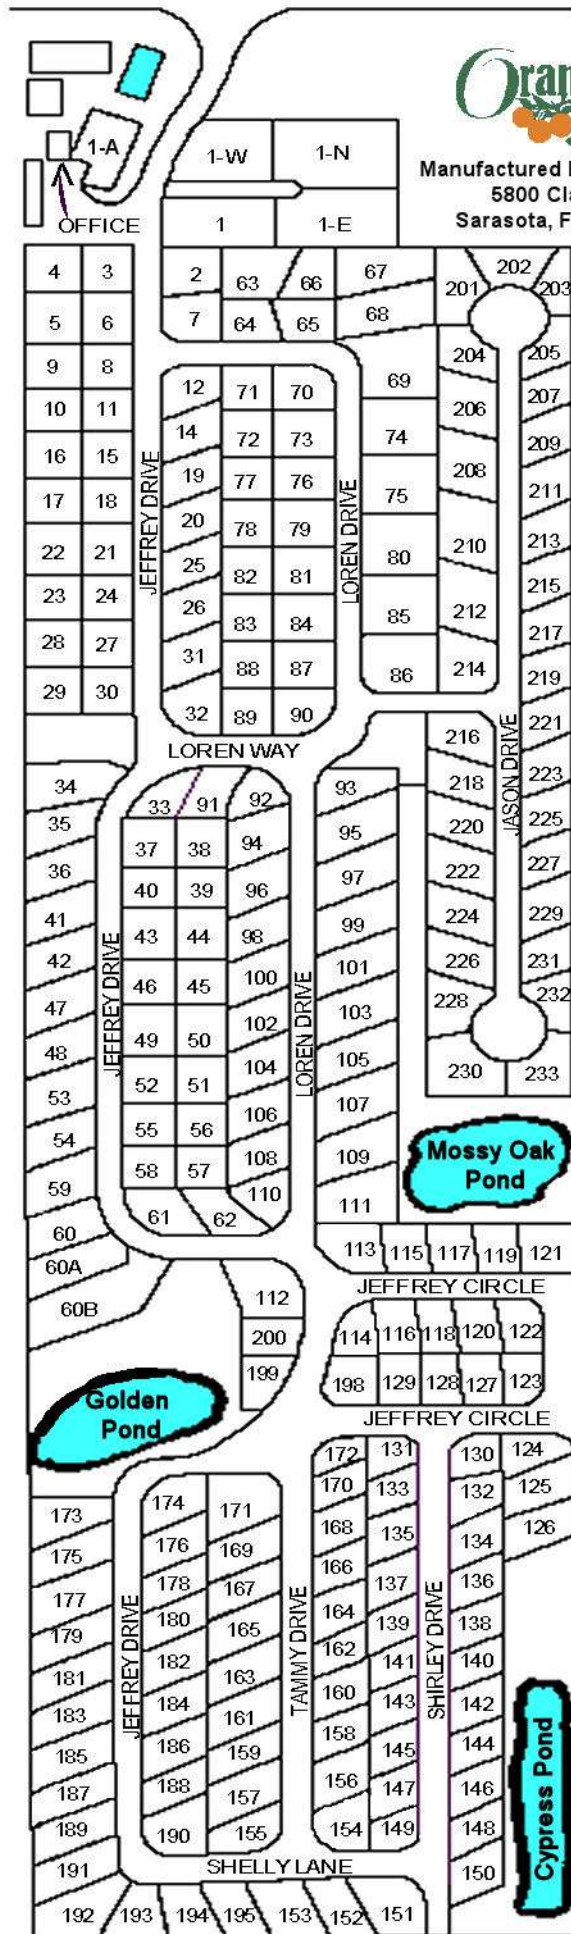 Oran
1-A
1-W 1-N
Manufactured
5800 Cla
OFFICE 1 1-E Sarasota, F
4 3 2 63 66 67 201 202 203
5 6 7 64 65 68
9 8 204 205
12 71 70 69 207
10 11 206
14 72 73 74 209
16 15 208
19 77 76 75 211
17 18
20 78 79 210 213
22 21 25 82 81 80
JEFFREY DRIVE
LOREN DRIVE
23 24 26 83 84 85 212 215
28 27 31 88 87 86 214 217
29 30 32 89 90 219
LOREN WAY
216 221
JASON DRIVE
34 33 91 92 93 218 223
35 37 38 94 95 220 225
36 40 39 96 97 222 227
41 43 44 98 99 224 229
42 46 45 100 101 226 231
47 49 50 102 103 228 232
JEFFREY DRIVE
LOREN DRIVE
48 52 51 104 105 230 233
53 55 56 106 107
54 58 57 108 109
Mossy Oak
Pond
59 61 62 110 111
60 113 115 117 119 121
60A
JEFFREY CIRCLE
60B 112
200 114 116 118 120 122
199 198 129 128 127 123
Golden
Pond
JEFFREY CIRCLE
172 131 130 124
173 174 171 170 133 132 125
175 176 169 168 135 134 126
177 178 167 166 137 136
179 180 165 164 139 138
181 182 163 162 141 140
JEFFREY DRIVE
TAMMY DRIVE
SHIRLEY DRIVE
183 184 161 160 143 142
185 186 159 158 145 144
187 188 157 156 147 146
189 190 155 154 149 148
Cypress Pond
191 150
SHELLY LANE
192 193 194 195 153 152 151